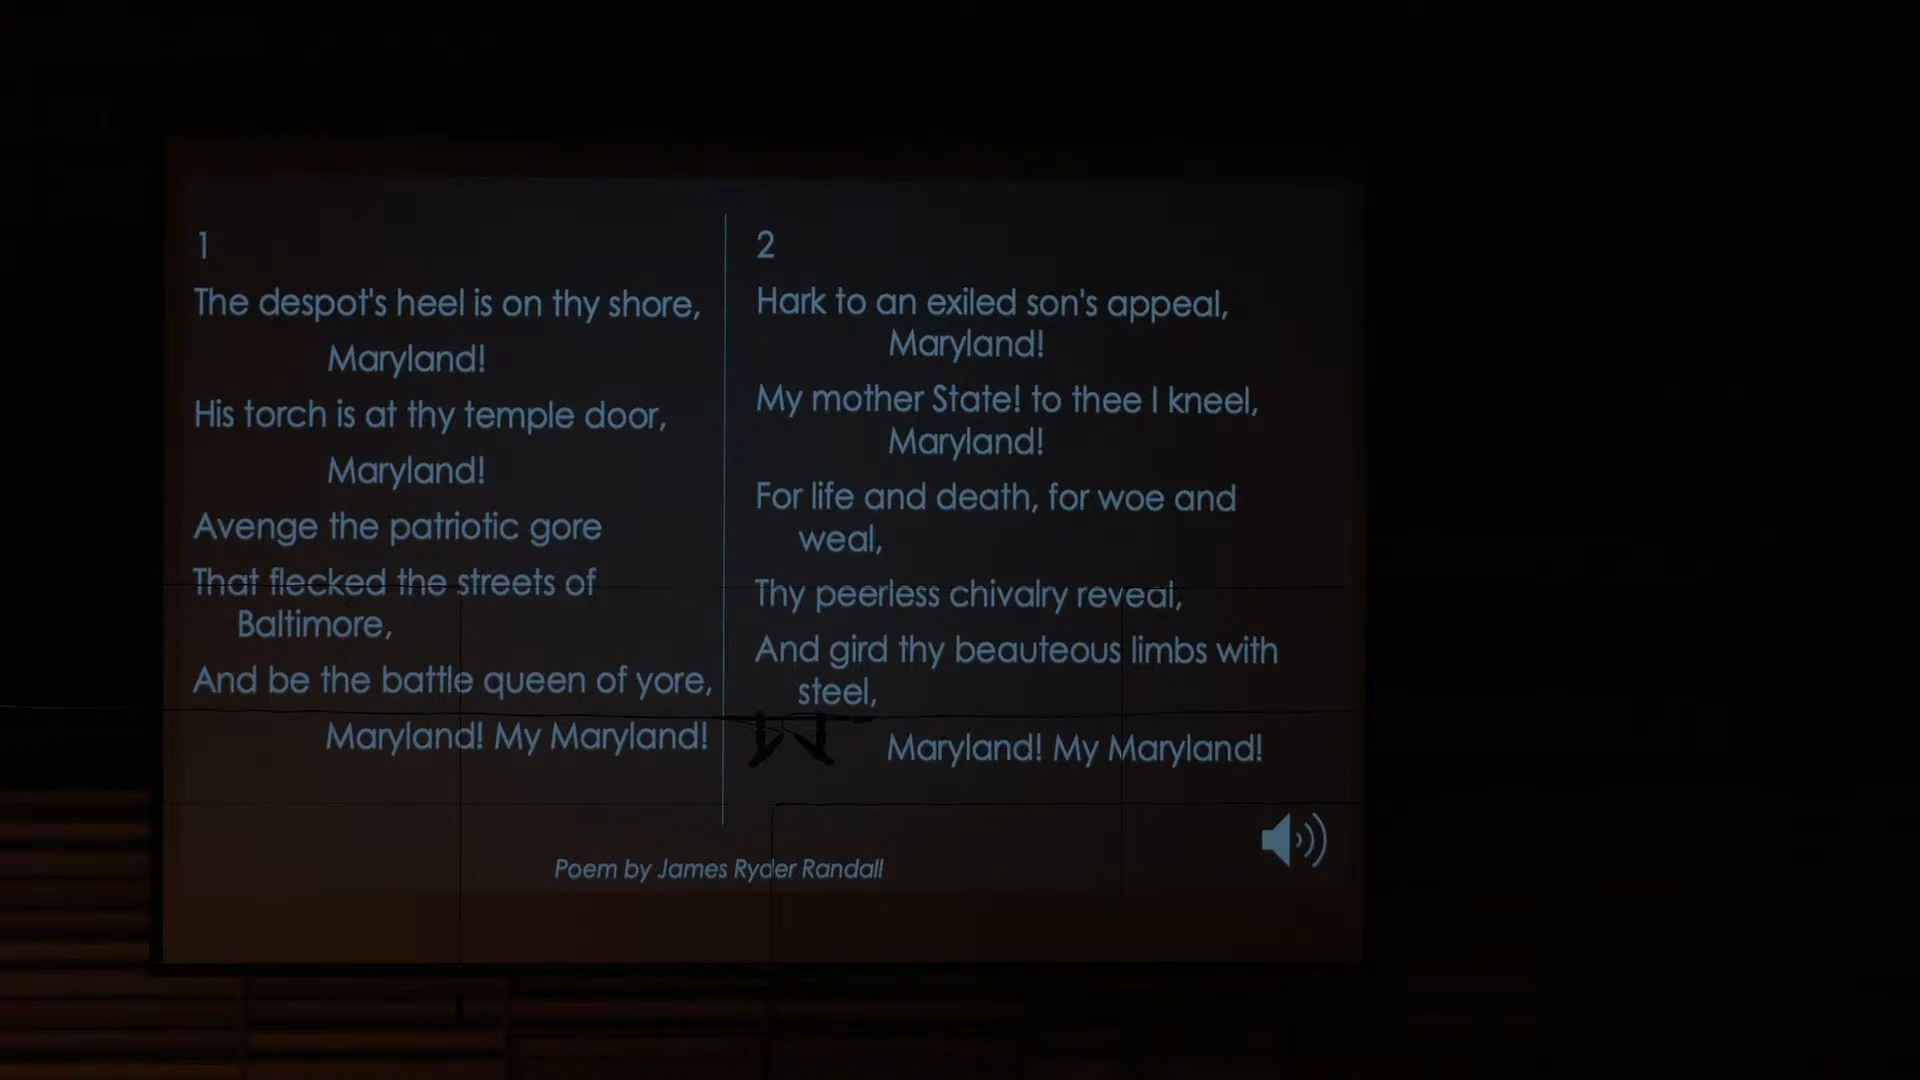 1
The despot's heel is on thy shore,
Maryland!
His torch is at thy temple door,
Maryland!
Avenge the patriotic gore
That flecked the streets of
Baltimore,
And be the battle queen of yore,
Maryland! My Maryland!
2
Hark to an exiled son's appeal,
Maryland!
My mother State! to thee I kneel,
Maryland!
For life and death, for woe and
weal,
Thy peerless chivalry reveal,
And gird thy beauteous limbs with
steel,
Maryland! My Maryland!
Poem by James Ryder Randall